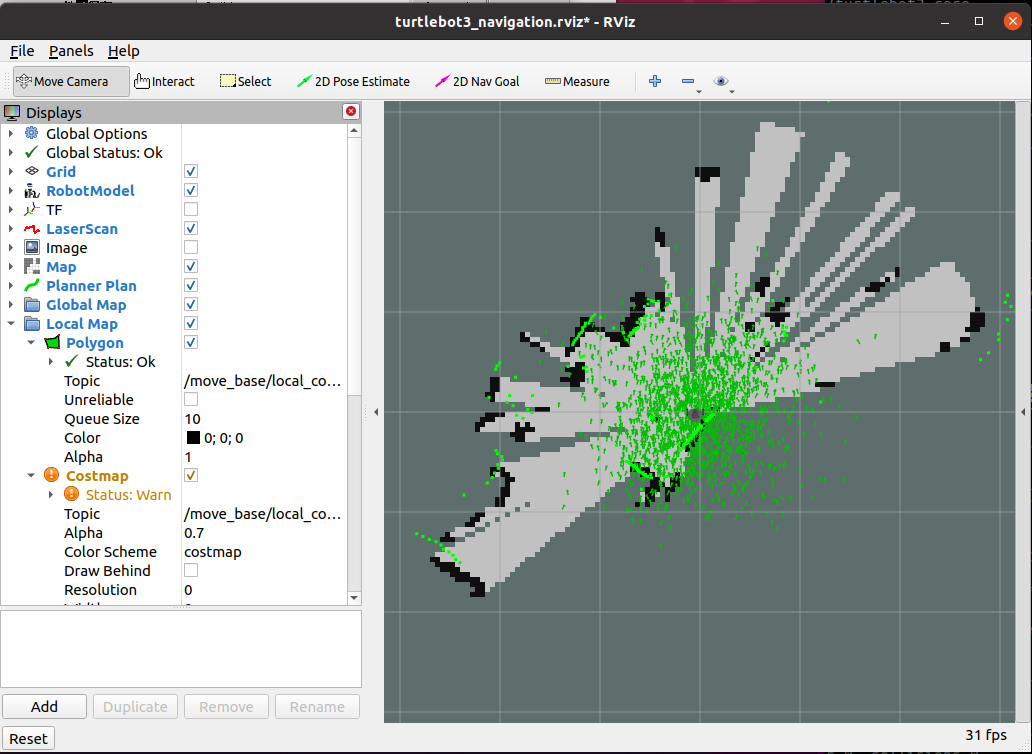 turtlebot3_navigation.rviz* - RViz
File Panels Help
Move Camera Interact Select 2D Pose Estimate 2D Nav Goal Measure
Displays
Global Options
Global Status: Ok
Grid
RobotModel
TF
LaserScan
Image
Map
Planner Plan
Global Map
Local Map
Polygon
Status: Ok
Topic /move_base/local_co...
Unreliable
Queue Size 10
Color 0; 0; 0
Alpha 1
Costmap
Status: Warn
Topic /move_base/local_co...
Alpha 0.7
Color Scheme costmap
Draw Behind
Resolution 0
Add Duplicate Remove Rename
Reset 31 fps